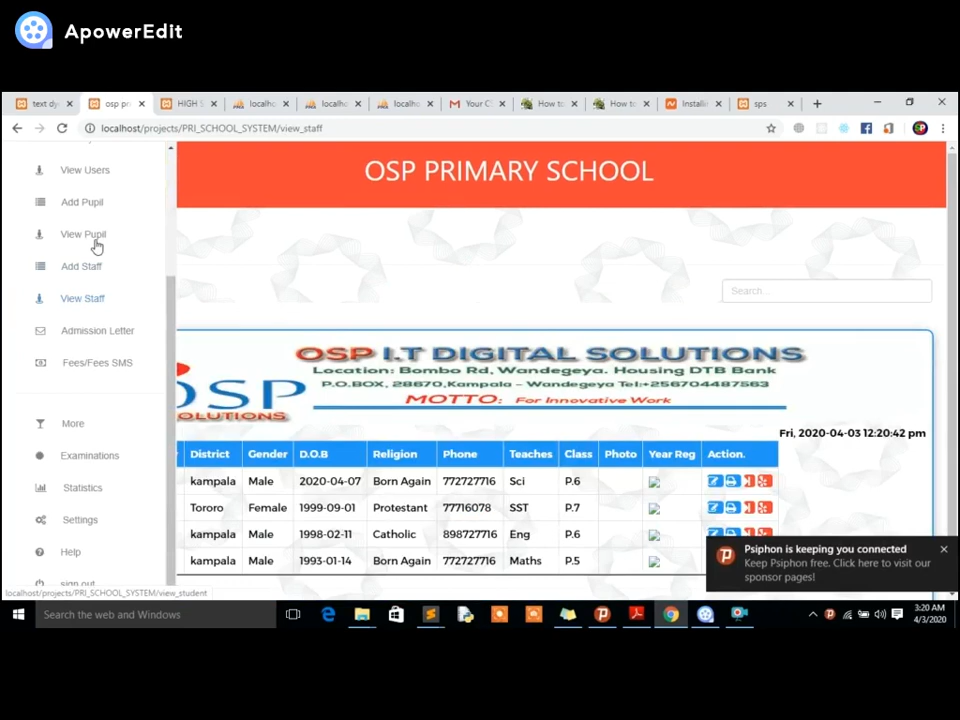 ApowerEdit
text dy
osp pri
HIGH S
localho
localho
localho
Your C
How to
How to
Installi
sps
localhost/projects/PRI_SCHOOL_SYSTEM/view_staff
View Users
Add Pupil
View Pupil
Add Staff
View Staff
Admission Letter
Fees/Fees SMS
More
Examinations
Statistics
Settings
Help
sign out
OSP PRIMARY SCHOOL
Search...
OSP I.T DIGITAL SOLUTIONS
Location: Bombo Rd, Wandegeya. Housing DTB Bank
P.O.BOX, 28670,Kampala - Wandegeya Tel:+256704487563
MOTTO: For Innovative Work
OSP
SOLUTIONS
Fri, 2020-04-03 12:20:42 pm
District Gender D.O.B Religion Phone Teaches Class Photo Year Reg Action.
kampala Male 2020-04-07 Born Again 772727716 Sci P.6
Tororo Female 1999-09-01 Protestant 77716078 SST P.7
kampala Male 1998-02-11 Catholic 898727716 Eng P.6
kampala Male 1993-01-14 Born Again 772727716 Maths P.5
Psiphon is keeping you connected
Keep Psiphon free. Click here to visit our
sponsor pages!
localhost/projects/PRI_SCHOOL_SYSTEM/view_student
Search the web and Windows
3:20 AM
4/3/2020